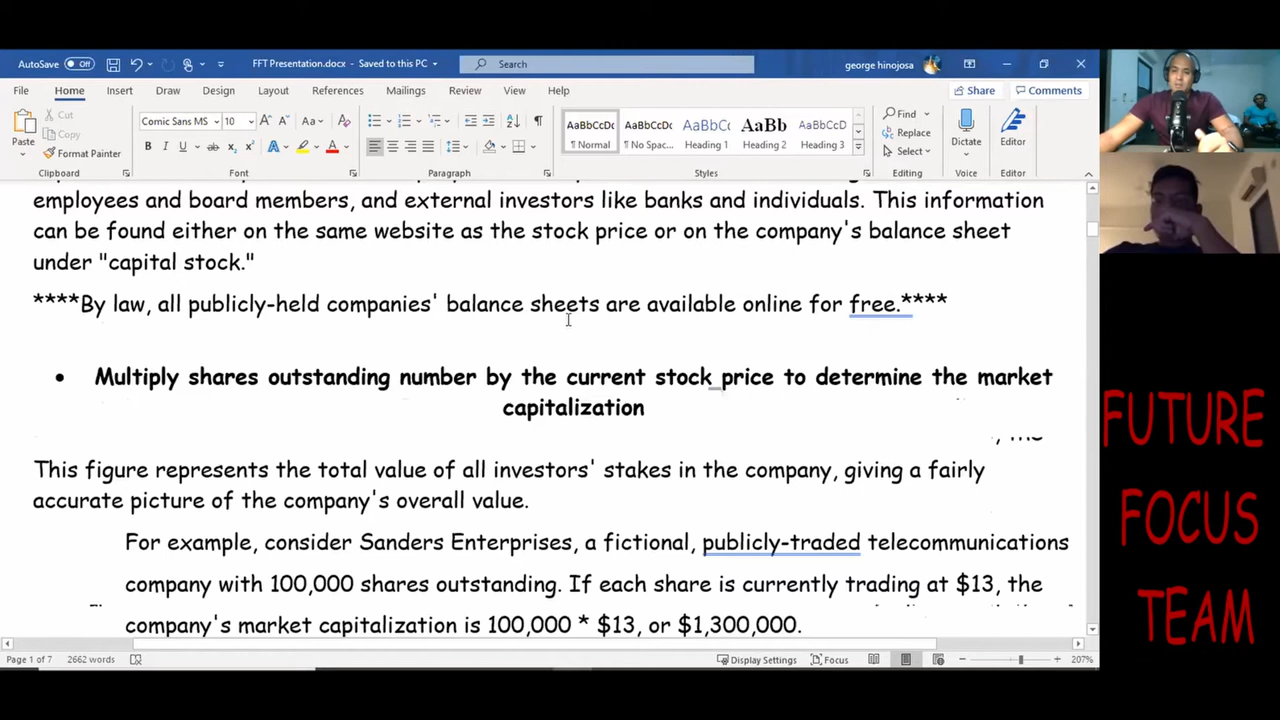 AutoSave Off
FFT Presentation.docx - Saved to this PC
Search
george hinojosa
File Home Insert Draw Design Layout References Mailings Review View Help
Share Comments
Paste
Cut
Copy
Format Painter
Clipboard
Comic Sans MS 10
Font
Paragraph
AaBbCcDc AaBbCcDc AaBbCc AaBb AaBbCcD
¶ Normal ¶ No Spac... Heading 1 Heading 2 Heading 3
Styles
Find
Replace
Select
Editing
Dictate
Voice
Editor
Editor
employees and board members, and external investors like banks and individuals. This information
can be found either on the same website as the stock price or on the company's balance sheet
under "capital stock."
****By law, all publicly-held companies' balance sheets are available online for free.****
• Multiply shares outstanding number by the current stock price to determine the market
capitalization
This figure represents the total value of all investors' stakes in the company, giving a fairly
accurate picture of the company's overall value.
For example, consider Sanders Enterprises, a fictional, publicly-traded telecommunications
company with 100,000 shares outstanding. If each share is currently trading at $13, the
company's market capitalization is 100,000 * $13, or $1,300,000.
Page 1 of 7 2662 words
Display Settings Focus 207%
FUTURE
FOCUS
TEAM